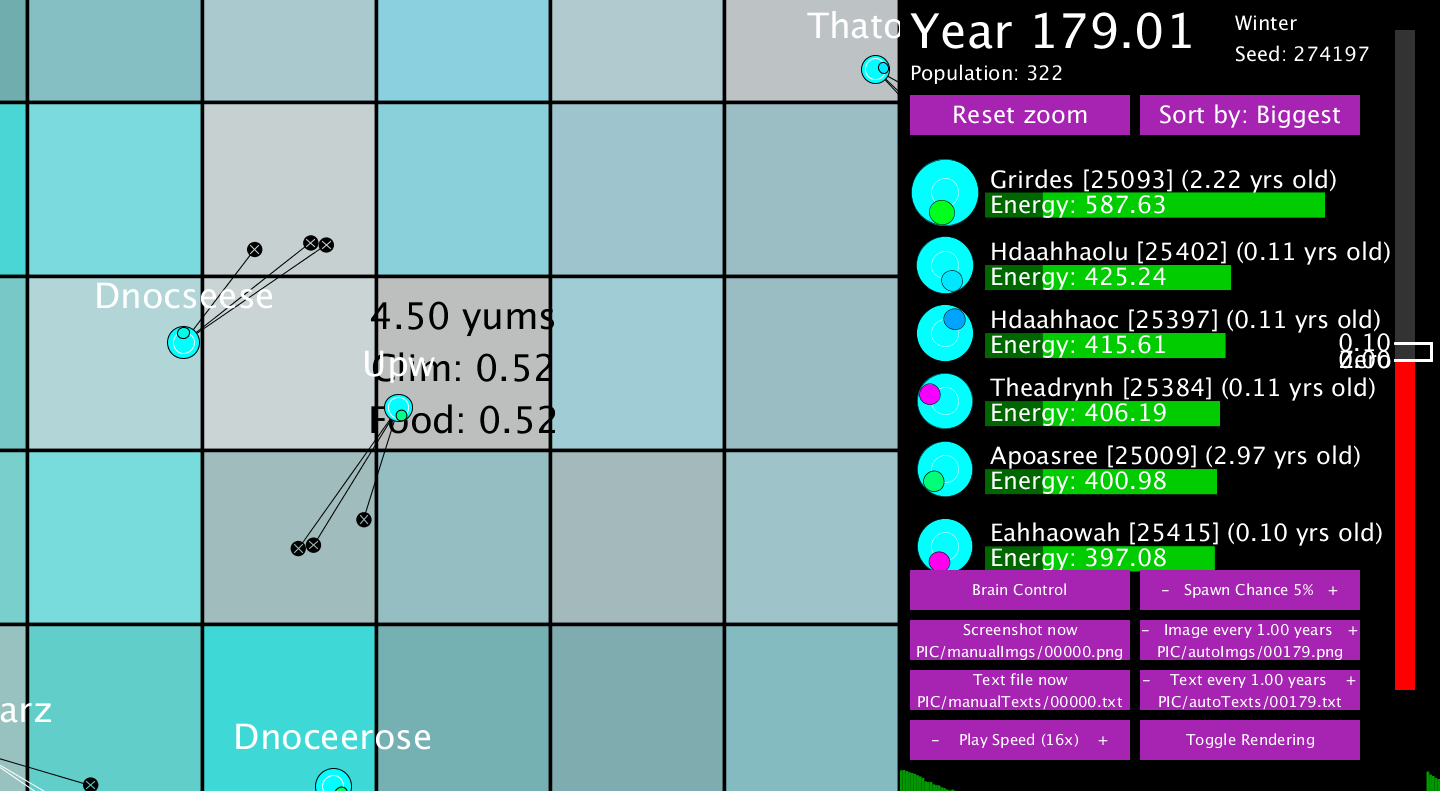 Thato
Dnocseese
4.50 yums
Upw
Clim: 0.52
Food: 0.52
arz
Dnoceerose
Year 179.01
Winter
Seed: 274197
Population: 322
Reset zoom
Sort by: Biggest
Grirdes [25093] (2.22 yrs old)
Energy: 587.63
Hdaahhaolu [25402] (0.11 yrs old)
Energy: 425.24
Hdaahhaoc [25397] (0.11 yrs old)
Energy: 415.61
0.10
Zero
Theadrynh [25384] (0.11 yrs old)
Energy: 406.19
Apoasree [25009] (2.97 yrs old)
Energy: 400.98
Eahhaowah [25415] (0.10 yrs old)
Energy: 397.08
Brain Control
- Spawn Chance 5% +
Screenshot now
PIC/manualImgs/00000.png
- Image every 1.00 years +
PIC/autoImgs/00179.png
Text file now
PIC/manualTexts/00000.txt
- Text every 1.00 years +
PIC/autoTexts/00179.txt
- Play Speed (16x) +
Toggle Rendering